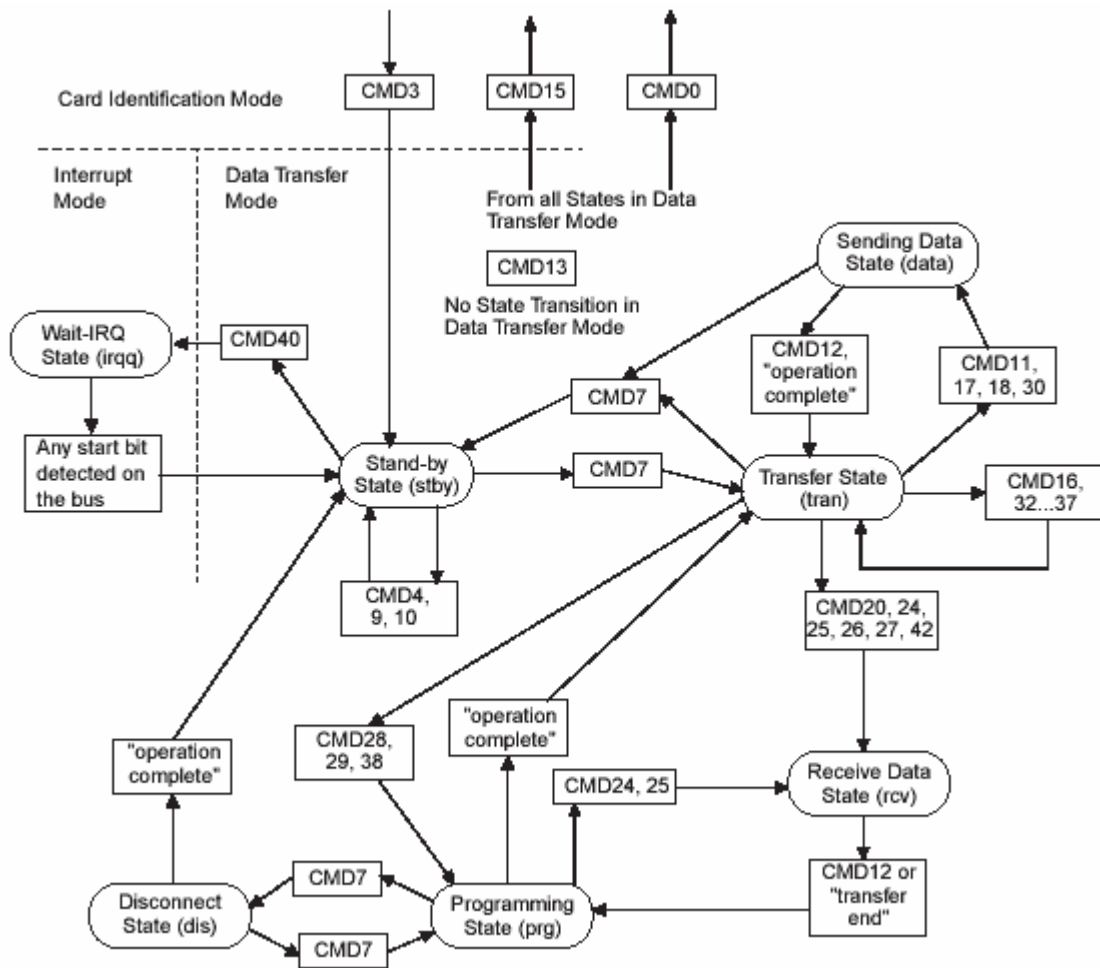 CMD3
CMD15
CMD0
Card Identification Mode
Interrupt
Mode
Data Transfer
Mode
From all States in Data
Transfer Mode
CMD13
No State Transition in
Data Transfer Mode
Sending Data
State (data)
Wait-IRQ
State (irqq)
CMD40
CMD12,
"operation
complete"
CMD11,
17, 18, 30
CMD7
Any start bit
detected on
the bus
Stand-by
State (stby)
CMD7
Transfer State
(tran)
CMD16,
32...37
CMD4,
9, 10
CMD20, 24,
25, 26, 27, 42
"operation
complete"
CMD28,
29, 38
"operation
complete"
CMD24, 25
Receive Data
State (rcv)
CMD7
Disconnect
State (dis)
Programming
State (prg)
CMD12 or
"transfer
end"
CMD7